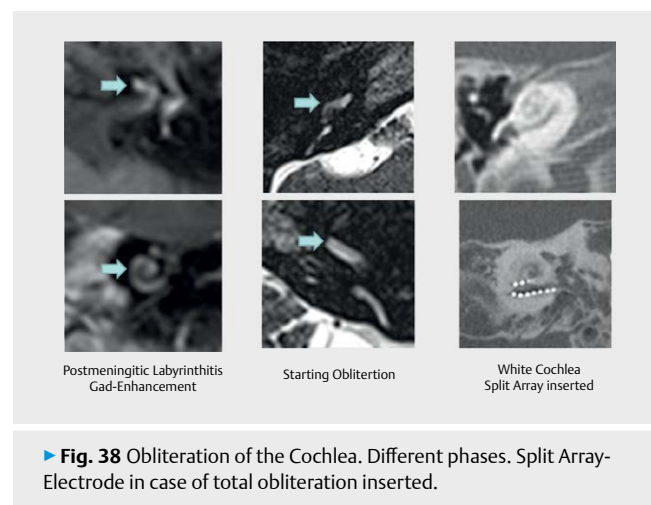 Postmeningitic Labyrinthitis
Gad-Enhancement
Starting Oblitertion
White Cochlea
Split Array inserted
▶ Fig. 38 Obliteration of the Cochlea. Different phases. Split Array-
Electrode in case of total obliteration inserted.